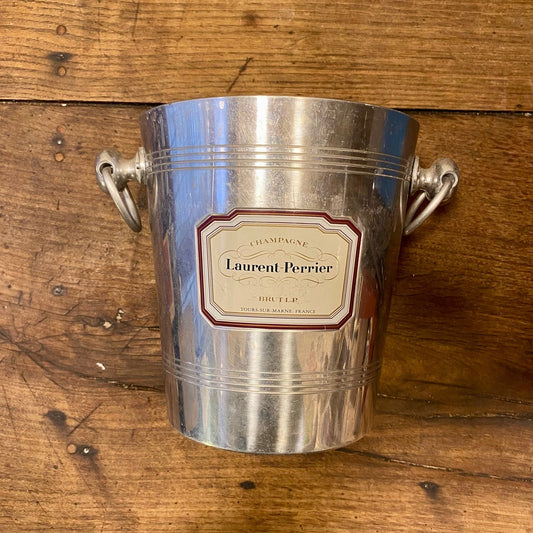 CHAMPAGNE
Laurent-Perrier
BRUT L.P.
TOURS-SUR-MARNE, FRANCE